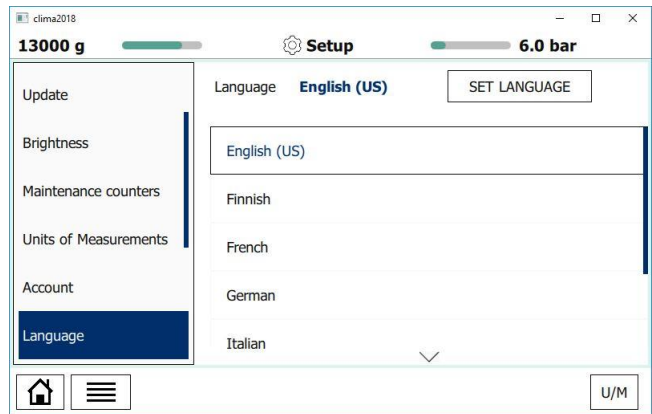 clima2018
13000 g
Setup
6.0 bar
Update
Brightness
Maintenance counters
Units of Measurements
Account
Language
Language English (US) SET LANGUAGE
English (US)
Finnish
French
German
Italian
U/M